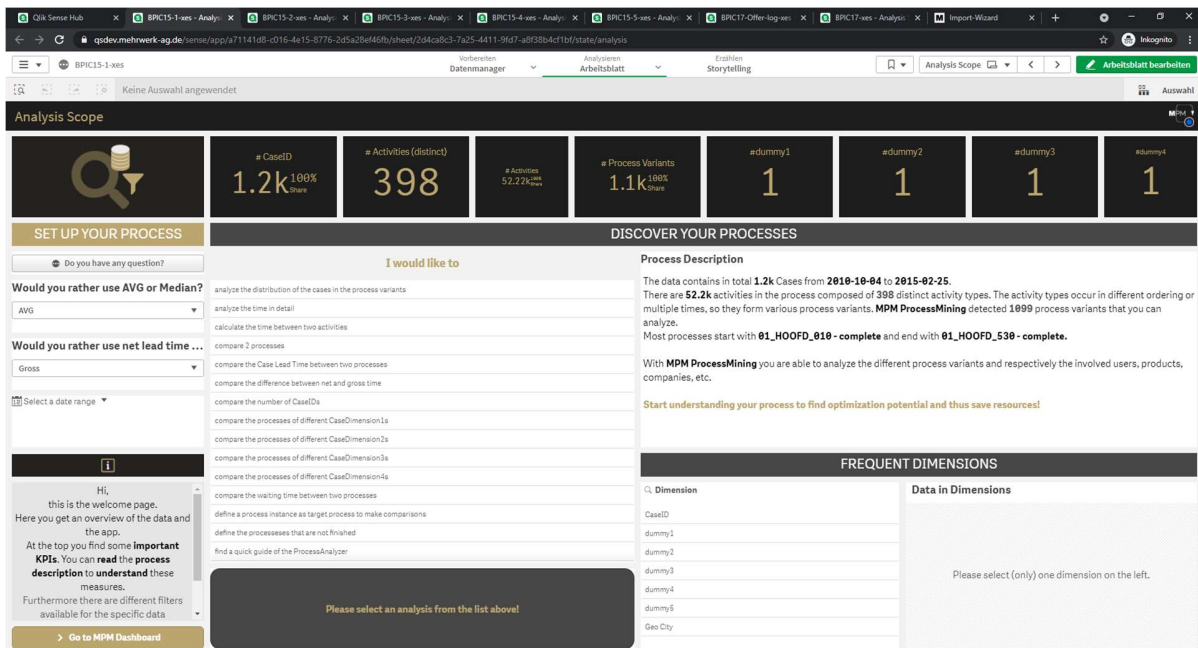 Qlik Sense Hub
BPIC15-1-xes - Analys
BPIC15-2-xes - Analys
BPIC15-3-xes - Analys
BPIC15-4-xes - Analys
BPIC15-5-xes - Analys
BPIC17-Offer-log-xes
BPIC17-xes - Analysis
Import-Wizard
qsdev.mehrwerk-ag.de/sense/app/a71141d8-c016-4e15-8776-2d5a28ef46fb/sheet/2d4ca8c3-7a25-4411-9fd7-a8f38b4cf1bf/state/analysis
Inkognito
BPIC15-1-xes
Vorbereiten
Datenmanager
Analysieren
Arbeitsblatt
Erzählen
Storytelling
Analysis Scope
Arbeitsblatt bearbeiten
Keine Auswahl angewendet
Auswahl
Analysis Scope
MPM
# CaseID
1.2k 100% Share
# Activities (distinct)
398
# Activities
52.22k 100% Share
# Process Variants
1.1k 100% Share
#dummy1
1
#dummy2
1
#dummy3
1
#dummy4
1
SET UP YOUR PROCESS
DISCOVER YOUR PROCESSES
Do you have any question?
Would you rather use AVG or Median?
AVG
Would you rather use net lead time ...
Gross
Select a date range
i
Hi,
this is the welcome page.
Here you get an overview of the data and
the app.
At the top you find some important
KPIs. You can read the process
description to understand these
measures.
Furthermore there are different filters
available for the specific data
> Go to MPM Dashboard
I would like to
analyze the distribution of the cases in the process variants
analyze the time in detail
calculate the time between two activities
compare 2 processes
compare the Case Lead Time between two processes
compare the difference between net and gross time
compare the number of CaseIDs
compare the processes of different CaseDimension1s
compare the processes of different CaseDimension2s
compare the processes of different CaseDimension3s
compare the processes of different CaseDimension4s
compare the waiting time between two processes
define a process instance as target process to make comparisons
define the processeses that are not finished
find a quick guide of the ProcessAnalyzer
Please select an analysis from the list above!
Process Description
The data contains in total 1.2k Cases from 2010-10-04 to 2015-02-25.
There are 52.2k activities in the process composed of 398 distinct activity types. The activity types occur in different ordering or
multiple times, so they form various process variants. MPM ProcessMining detected 1099 process variants that you can
analyze.
Most processes start with 01_HOOFD_010 - complete and end with 01_HOOFD_530 - complete.
With MPM ProcessMining you are able to analyze the different process variants and respectively the involved users, products,
companies, etc.
Start understanding your process to find optimization potential and thus save resources!
FREQUENT DIMENSIONS
Dimension
CaseID
dummy1
dummy2
dummy3
dummy4
dummy5
Geo City
Data in Dimensions
Please select (only) one dimension on the left.